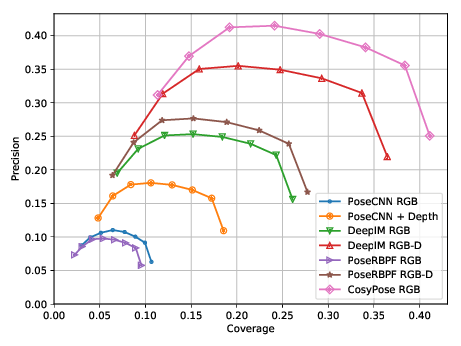 0.40
0.35
0.30
0.25
0.20
0.15
0.10
0.05
0.00
Precision
0.00 0.05 0.10 0.15 0.20 0.25 0.30 0.35 0.40
Coverage
PoseCNN RGB
PoseCNN + Depth
DeepIM RGB
DeepIM RGB-D
PoseRBPF RGB
PoseRBPF RGB-D
CosyPose RGB